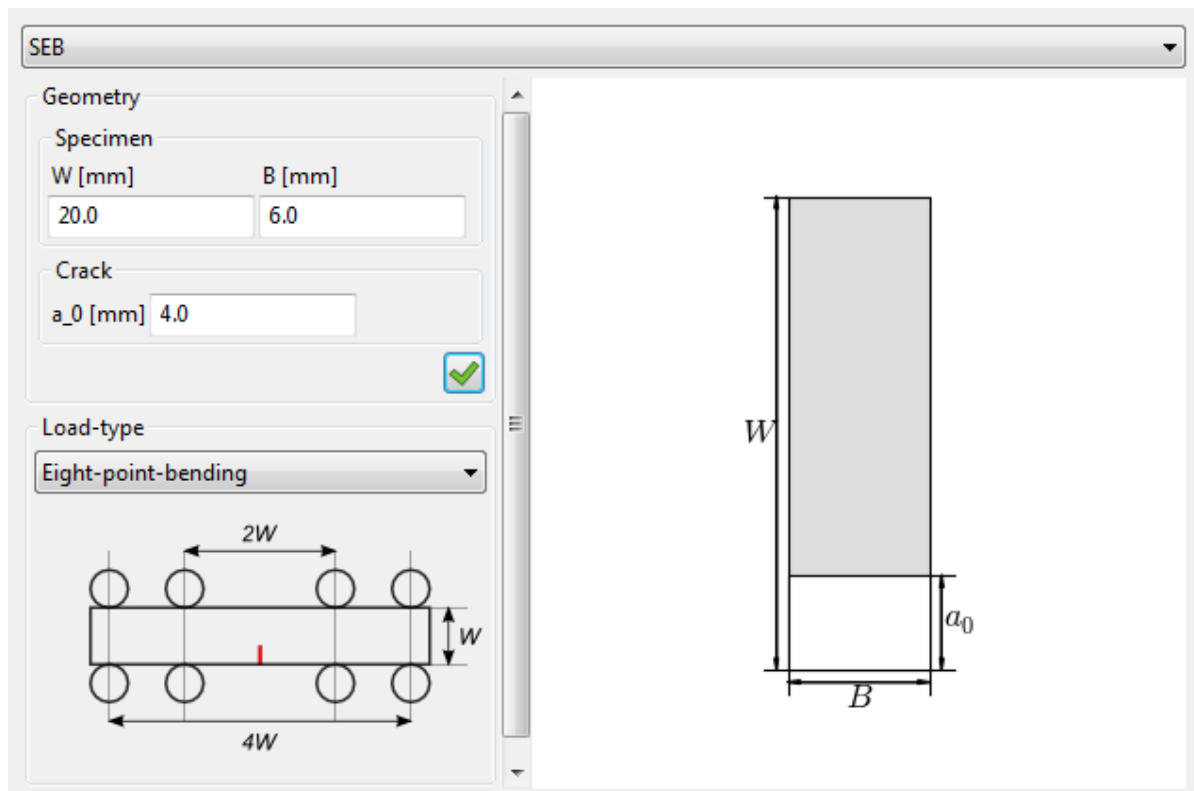 SEB
Geometry
Specimen
W [mm] B [mm]
20.0 6.0
Crack
a_0 [mm] 4.0
Load-type
Eight-point-bending
2W
W
4W
W
a0
B